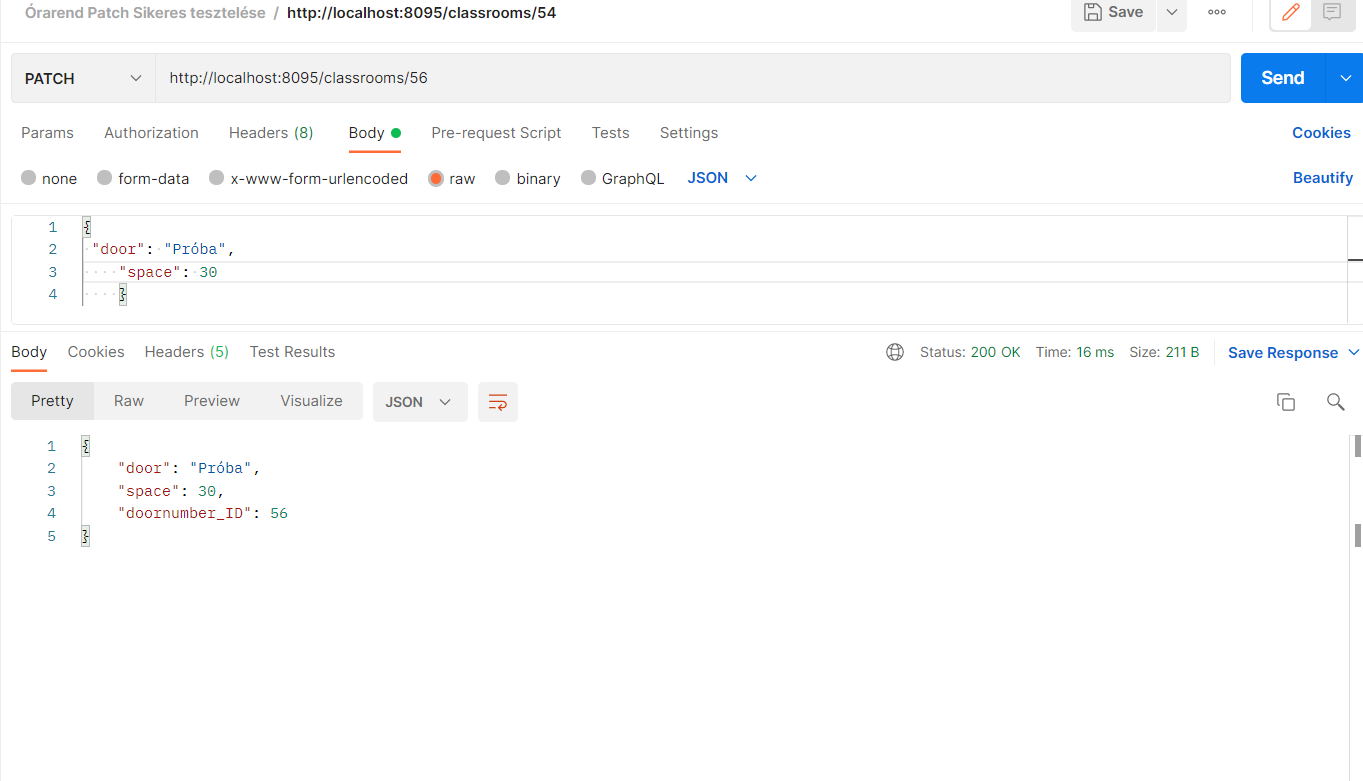 Órarend Patch Sikeres tesztelése / http://localhost:8095/classrooms/54 Save
PATCH http://localhost:8095/classrooms/56 Send
Params Authorization Headers (8) Body Pre-request Script Tests Settings Cookies
none form-data x-www-form-urlencoded raw binary GraphQL JSON Beautify
1 {
2 "door": "Próba",
3 "space": 30
4 }
Body Cookies Headers (5) Test Results Status: 200 OK Time: 16 ms Size: 211 B Save Response
Pretty Raw Preview Visualize JSON
1 {
2 "door": "Próba",
3 "space": 30,
4 "doornumber_ID": 56
5 }